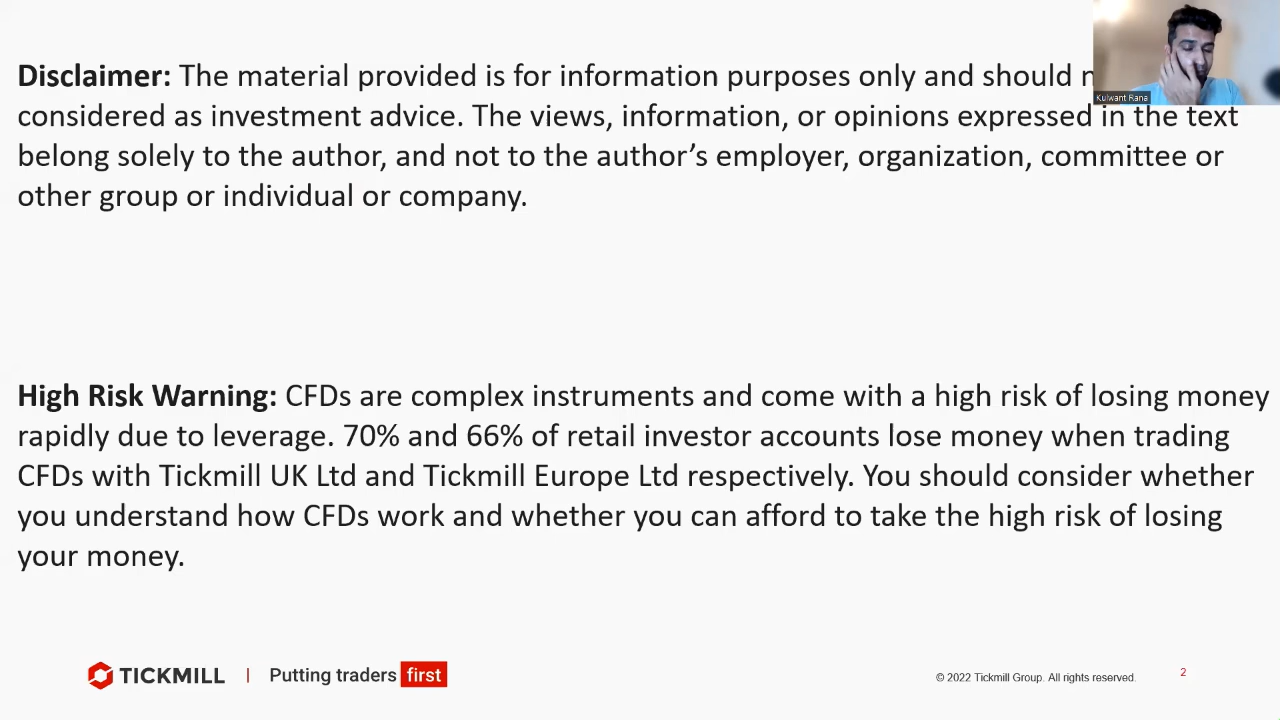 Disclaimer: The material provided is for information purposes only and should
considered as investment advice. The views, information, or opinions expressed in the text
belong solely to the author, and not to the author’s employer, organization, committee or
other group or individual or company.
Kulwant Rana
High Risk Warning: CFDs are complex instruments and come with a high risk of losing money
rapidly due to leverage. 70% and 66% of retail investor accounts lose money when trading
CFDs with Tickmill UK Ltd and Tickmill Europe Ltd respectively. You should consider whether
you understand how CFDs work and whether you can afford to take the high risk of losing
your money.
TICKMILL | Putting traders first
© 2022 Tickmill Group. All rights reserved.
2